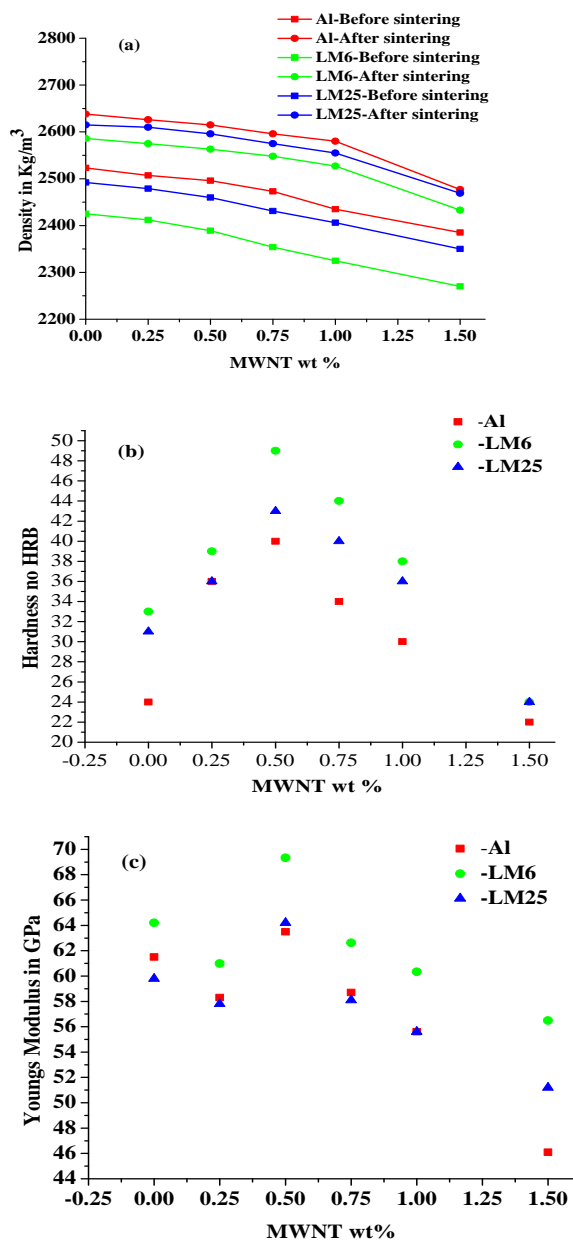 (a)
Al-Before sintering
Al-After sintering
LM6-Before sintering
LM6-After sintering
LM25-Before sintering
LM25-After sintering
2800
2700
2600
2500
2400
2300
2200
Density in Kg/m³
0.00 0.25 0.50 0.75 1.00 1.25 1.50
MWNT wt %
(b)
-Al
-LM6
-LM25
50
48
46
44
42
40
38
36
34
32
30
28
26
24
22
20
Hardness no HRB
-0.25 0.00 0.25 0.50 0.75 1.00 1.25 1.50
MWNT wt %
(c)
-Al
-LM6
-LM25
70
68
66
64
62
60
58
56
54
52
50
48
46
44
Youngs Modulus in GPa
-0.25 0.00 0.25 0.50 0.75 1.00 1.25 1.50
MWNT wt%